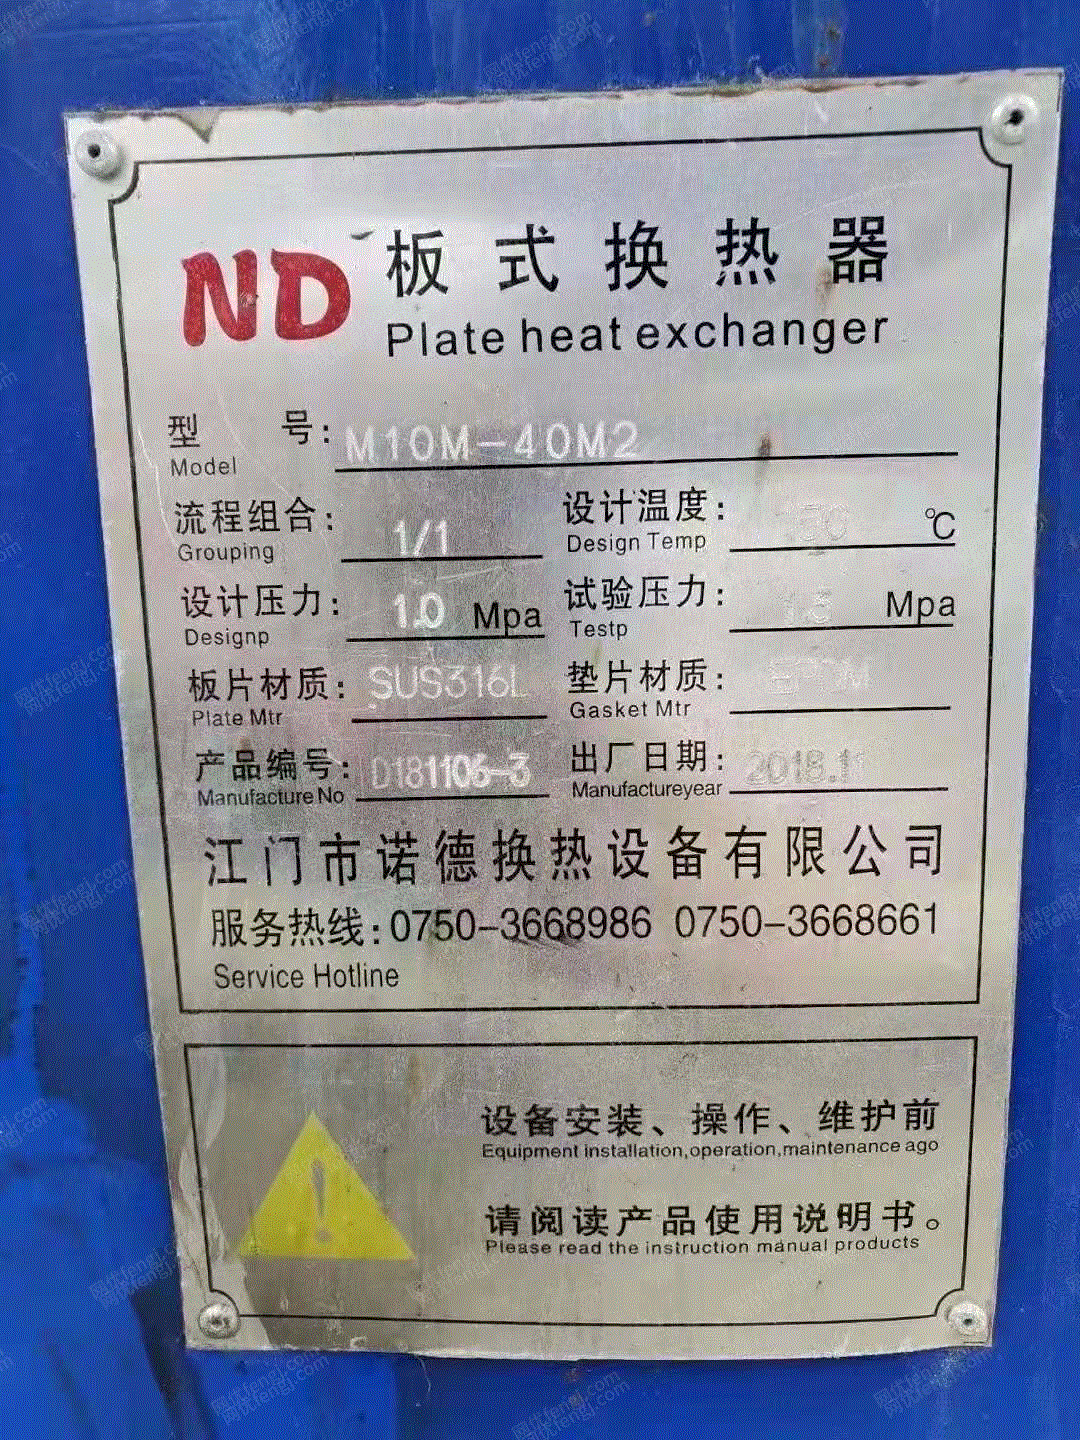 ND 板式换热器
Plate heat exchanger
型 号: M10M-40M2
Model
流程组合: 1/1 设计温度: ℃
Grouping Design Temp
设计压力: 1.0 Mpa 试验压力: 1.3 Mpa
Designp Testp
板片材质: SUS316L 垫片材质: EPDM
Plate Mtr Gasket Mtr
产品编号: D181106-3 出厂日期: 2018.11
Manufacture No Manufactureyear
江门市诺德换热设备有限公司
服务热线: 0750-3668986 0750-3668661
Service Hotline
设备安装、操作、维护前
Equipment installation,operation,maintenance ago
请阅读产品使用说明书。
Please read the instruction manual products